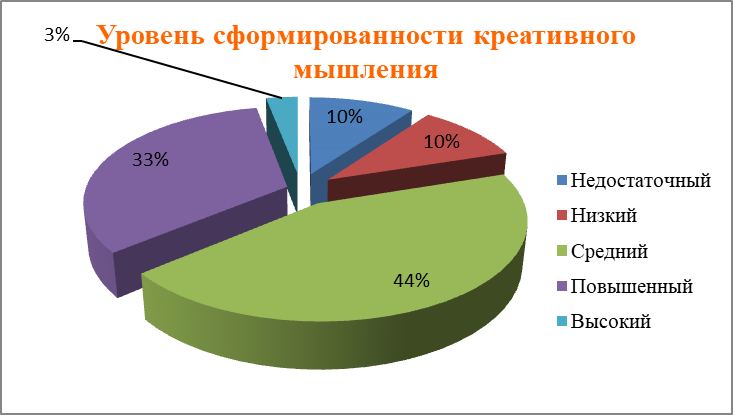 3%
Уровень сформированности креативного
мышления
10%
10%
33%
44%
Недостаточный
Низкий
Средний
Повышенный
Высокий